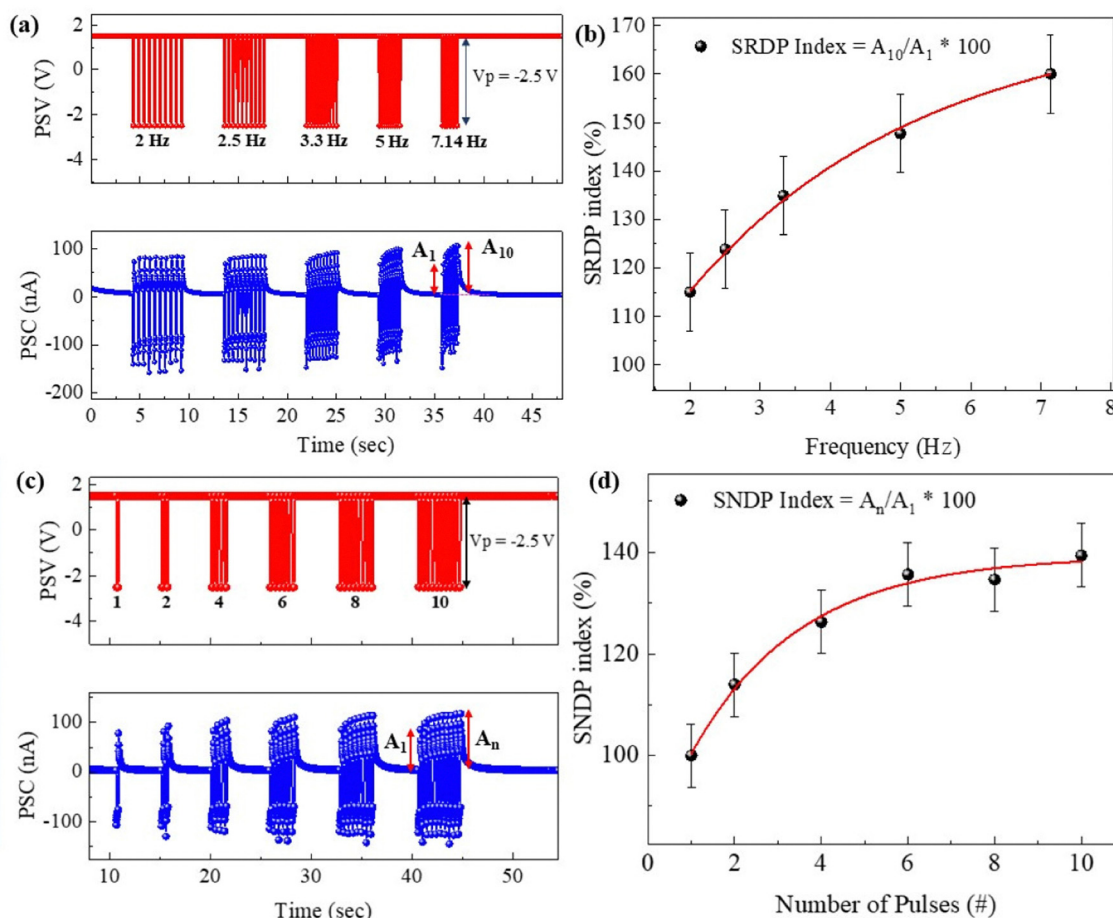 (a)
2
0
-2
-4
PSV (V)
Vp = -2.5 V
2 Hz
2.5 Hz
3.3 Hz
5 Hz
7.14 Hz
100
0
-100
-200
PSC (nA)
A1
A10
0
5
10
15
20
25
30
35
40
45
Time (sec)
(b)
SRDP Index = A10/A1 * 100
170
160
150
140
130
120
110
100
SRDP index (%)
2
3
4
5
6
7
8
Frequency (Hz)
(c)
2
0
-2
-4
PSV (V)
Vp = -2.5 V
1
2
4
6
8
10
100
0
-100
PSC (nA)
A1
An
10
20
30
40
50
Time (sec)
(d)
SNDP Index = An/A1 * 100
140
120
100
SNDP index (%)
0
2
4
6
8
10
Number of Pulses (#)